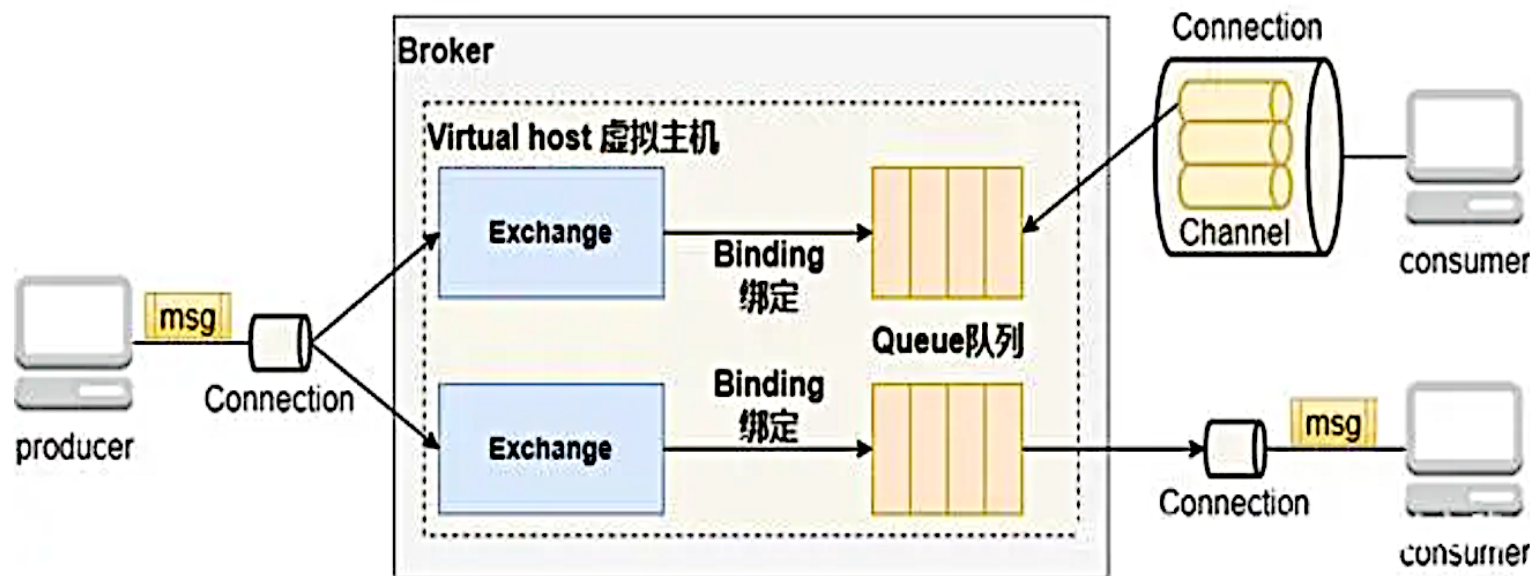 Connection
Broker
Virtual host 虚拟主机
Channel
Exchange
Binding
绑定
consumer
msg
Connection
producer
Queue队列
Exchange
Binding
绑定
msg
Connection
consumer